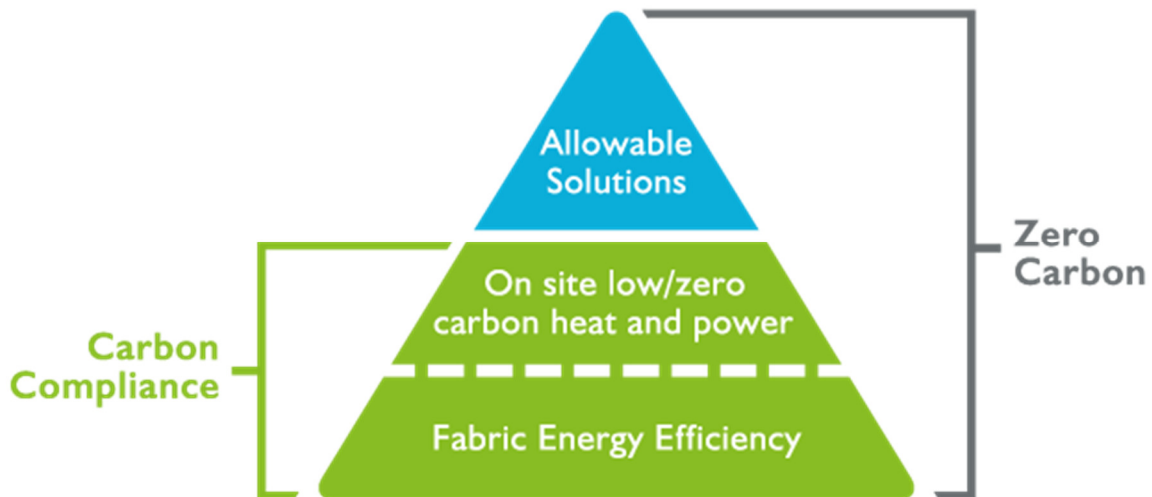 Allowable
Solutions
On site low/zero
carbon heat and power
Fabric Energy Efficiency
Carbon
Compliance
Zero
Carbon